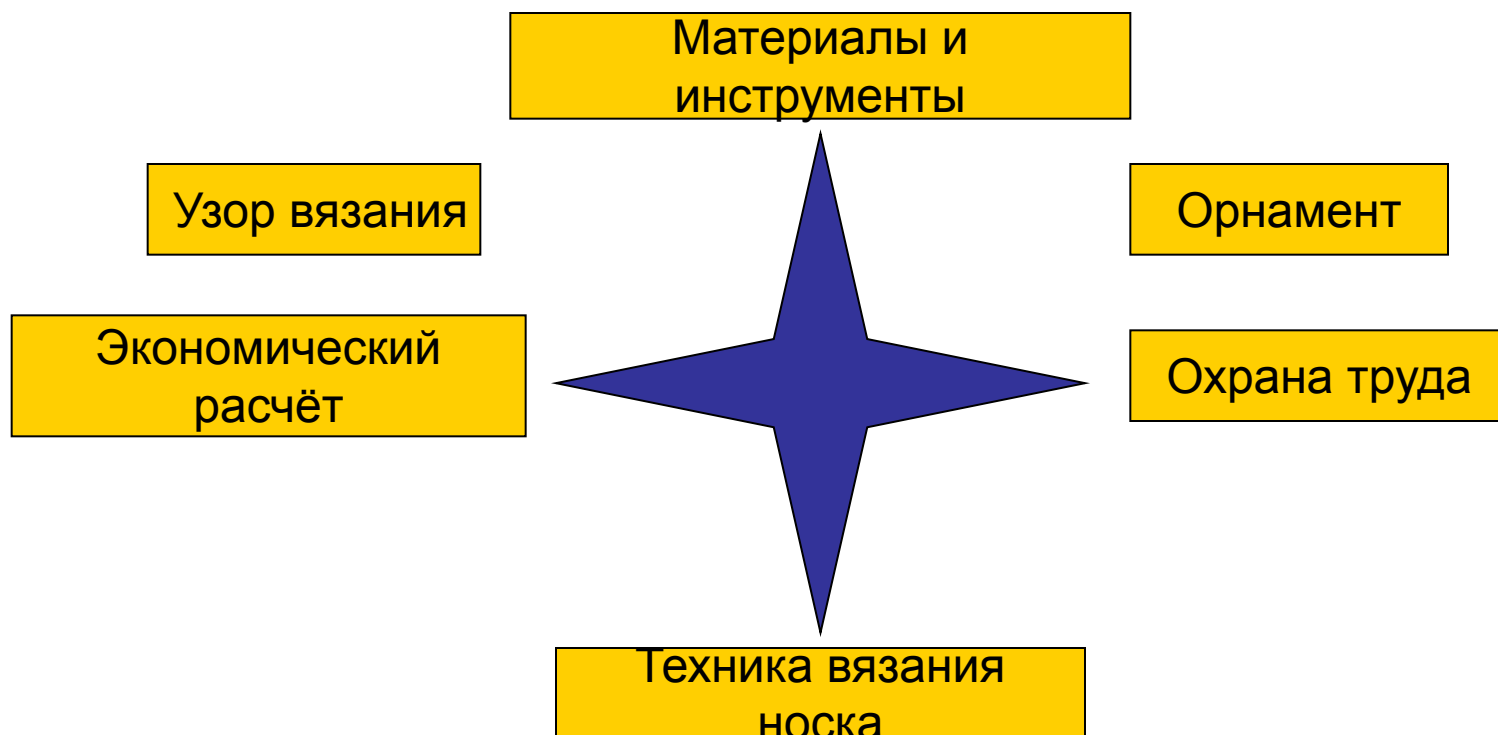 Материалы и
инструменты
Узор вязания
Орнамент
Экономический
расчёт
Охрана труда
Техника вязания
носка